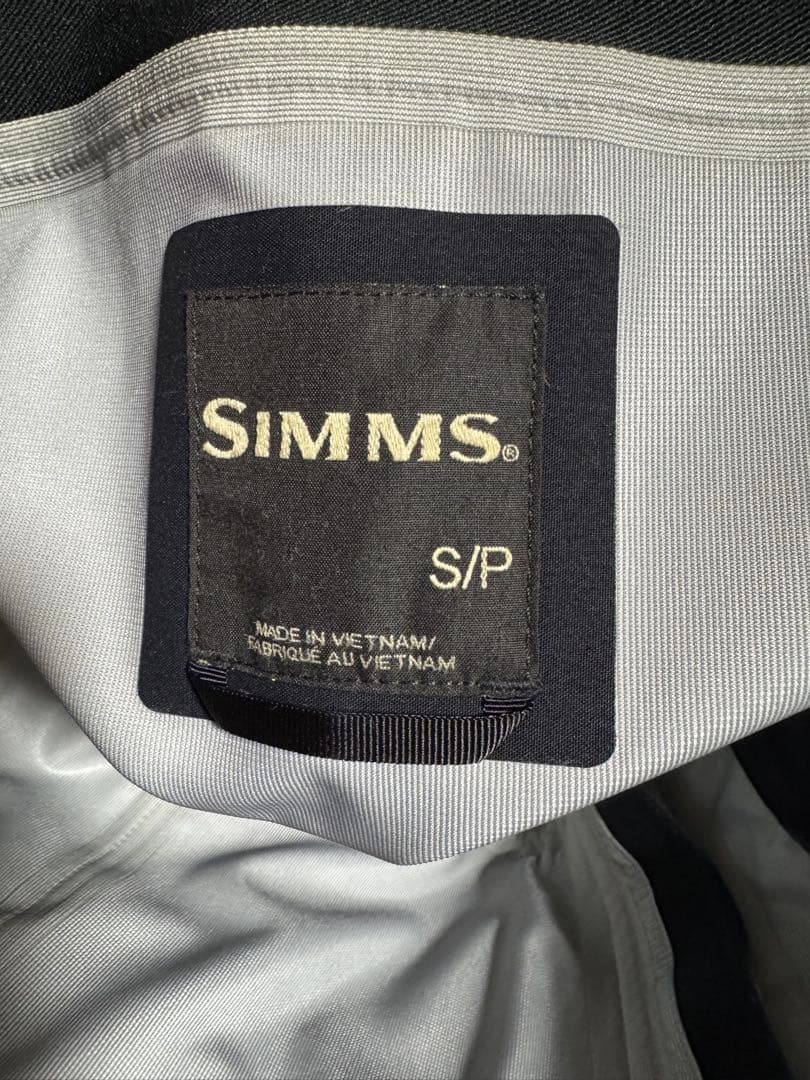 SIMMS®
S/P
MADE IN VIETNAM/
FABRIQUÉ AU VIETNAM